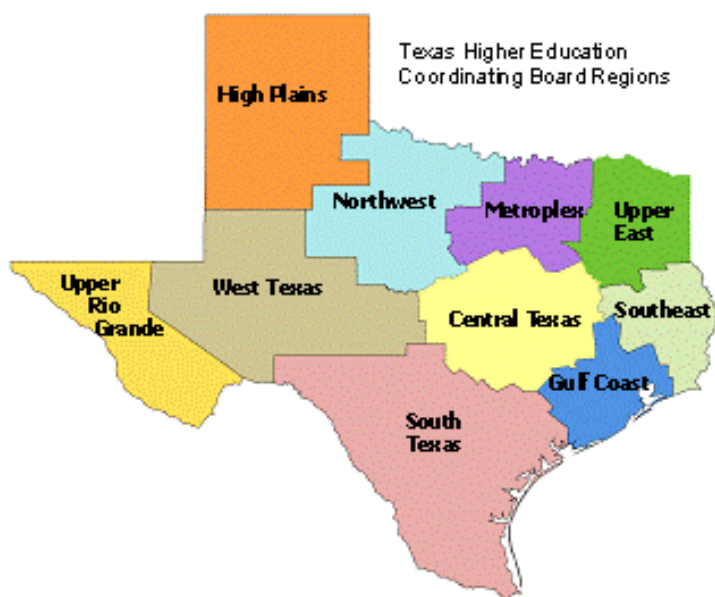 Texas Higher Education
Coordinating Board Regions
High Plains
Northwest
Metroplex
Upper
East
Upper
Rio
Grande
West Texas
Central Texas
Southeast
Gulf Coast
South
Texas